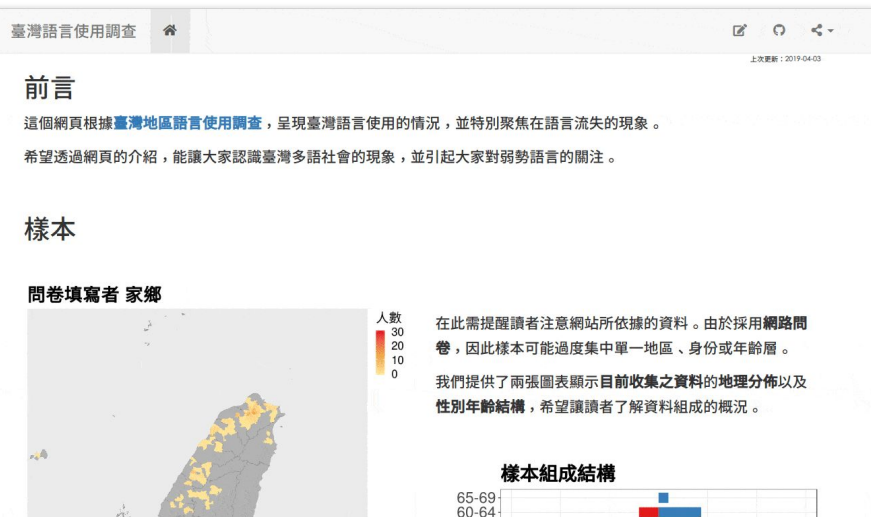 臺灣語言使用調查
上次更新：2019-04-03
前言
這個網頁根據臺灣地區語言使用調查，呈現臺灣語言使用的情況，並特別聚焦在語言流失的現象。
希望透過網頁的介紹，能讓大家認識臺灣多語社會的現象，並引起大家對弱勢語言的關注。
樣本
問卷填寫者 家鄉
人數
30
20
10
0
在此需提醒讀者注意網站所依據的資料。由於採用網路問
卷，因此樣本可能過度集中單一地區、身份或年齡層。
我們提供了兩張圖表顯示目前收集之資料的地理分佈以及
性別年齡結構，希望讓讀者了解資料組成的概況。
樣本組成結構
65-69
60-64